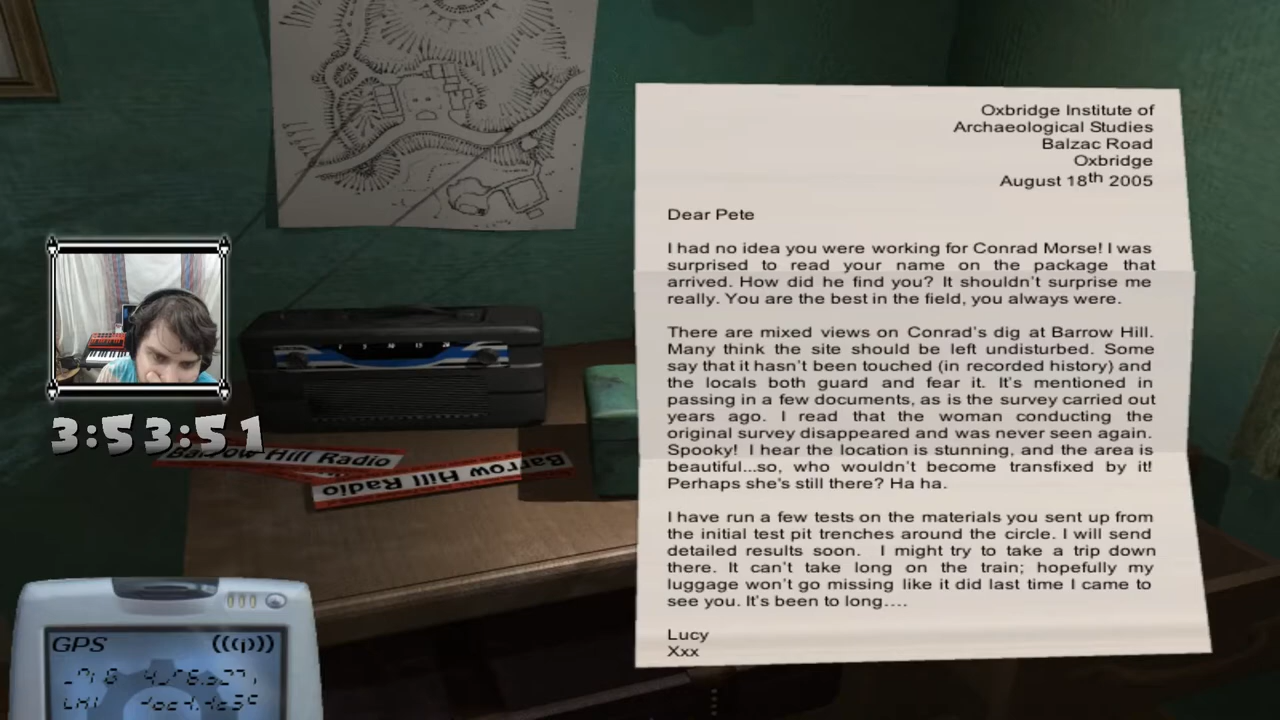 Oxbridge Institute of
Archaeological Studies
Balzac Road
Oxbridge
August 18th 2005
Dear Pete
I had no idea you were working for Conrad Morse! I was
surprised to read your name on the package that
arrived. How did he find you? It shouldn't surprise me
really. You are the best in the field, you always were.
There are mixed views on Conrad's dig at Barrow Hill.
Many think the site should be left undisturbed. Some
say that it hasn't been touched (in recorded history) and
the locals both guard and fear it. It's mentioned in
passing in a few documents, as is the survey carried out
years ago. I read that the woman conducting the
original survey disappeared and was never seen again.
Spooky! I hear the location is stunning, and the area is
beautiful...so, who wouldn't become transfixed by it!
Perhaps she's still there? Ha ha.
I have run a few tests on the materials you sent up from
the initial test pit trenches around the circle. I will send
detailed results soon. I might try to take a trip down
there. It can't take long on the train; hopefully my
luggage won't go missing like it did last time I came to
see you. It's been to long....
Lucy
Xxx
3:53:51
Barrow Hill Radio
Barrow Hill Radio
Barrow
GPS